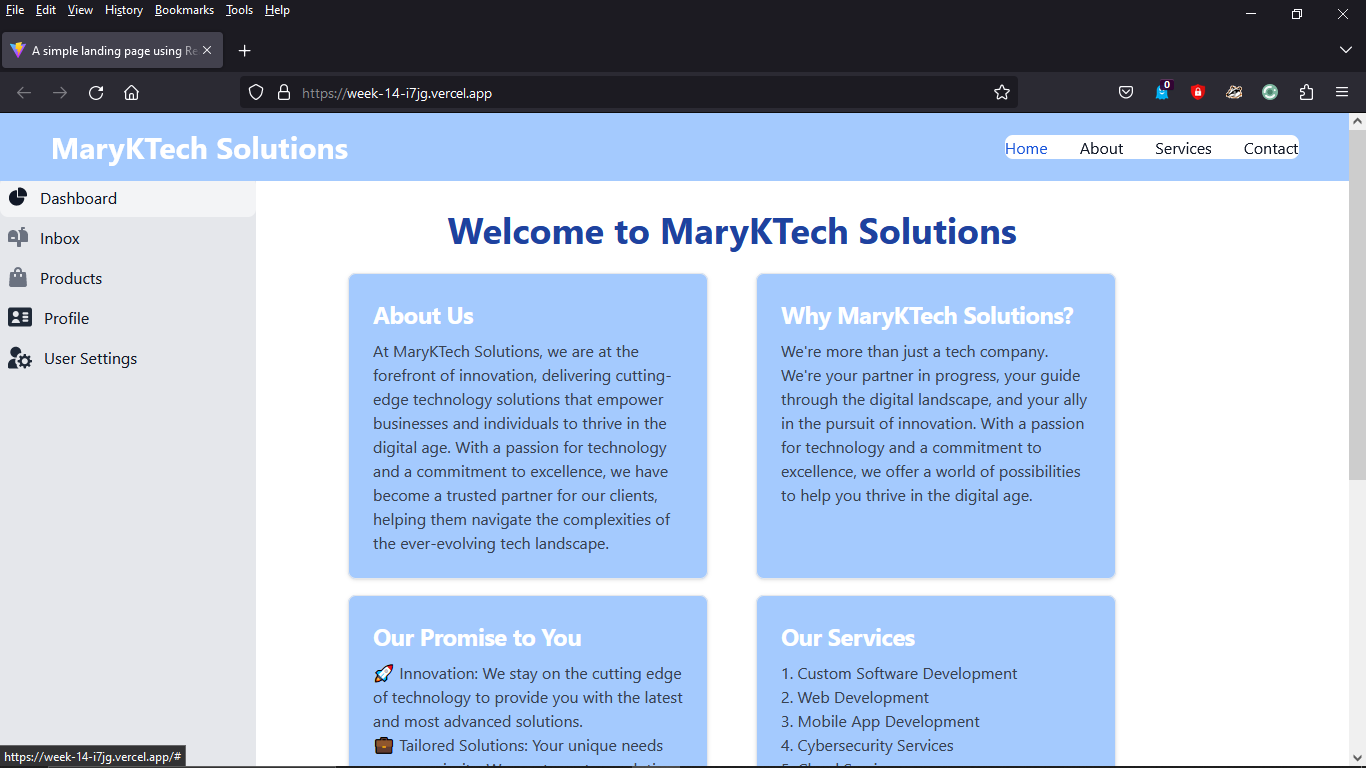 File Edit View History Bookmarks Tools Help
A simple landing page using Re
https://week-14-i7jg.vercel.app
0
MaryKTech Solutions
Home About Services Contact
Dashboard
Inbox
Products
Profile
User Settings
Welcome to MaryKTech Solutions
About Us
At MaryKTech Solutions, we are at the
forefront of innovation, delivering cutting-
edge technology solutions that empower
businesses and individuals to thrive in the
digital age. With a passion for technology
and a commitment to excellence, we have
become a trusted partner for our clients,
helping them navigate the complexities of
the ever-evolving tech landscape.
Why MaryKTech Solutions?
We're more than just a tech company.
We're your partner in progress, your guide
through the digital landscape, and your ally
in the pursuit of innovation. With a passion
for technology and a commitment to
excellence, we offer a world of possibilities
to help you thrive in the digital age.
Our Promise to You
🚀 Innovation: We stay on the cutting edge
of technology to provide you with the latest
and most advanced solutions.
💼 Tailored Solutions: Your unique needs
Our Services
1. Custom Software Development
2. Web Development
3. Mobile App Development
4. Cybersecurity Services
https://week-14-i7jg.vercel.app/#